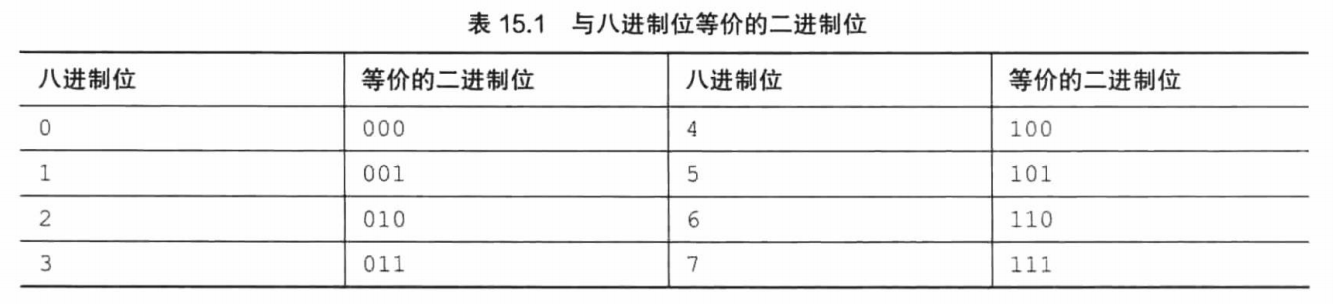 表 15.1 与八进制位等价的二进制位
八进制位 等价的二进制位 八进制位 等价的二进制位
0 000 4 100
1 001 5 101
2 010 6 110
3 011 7 111